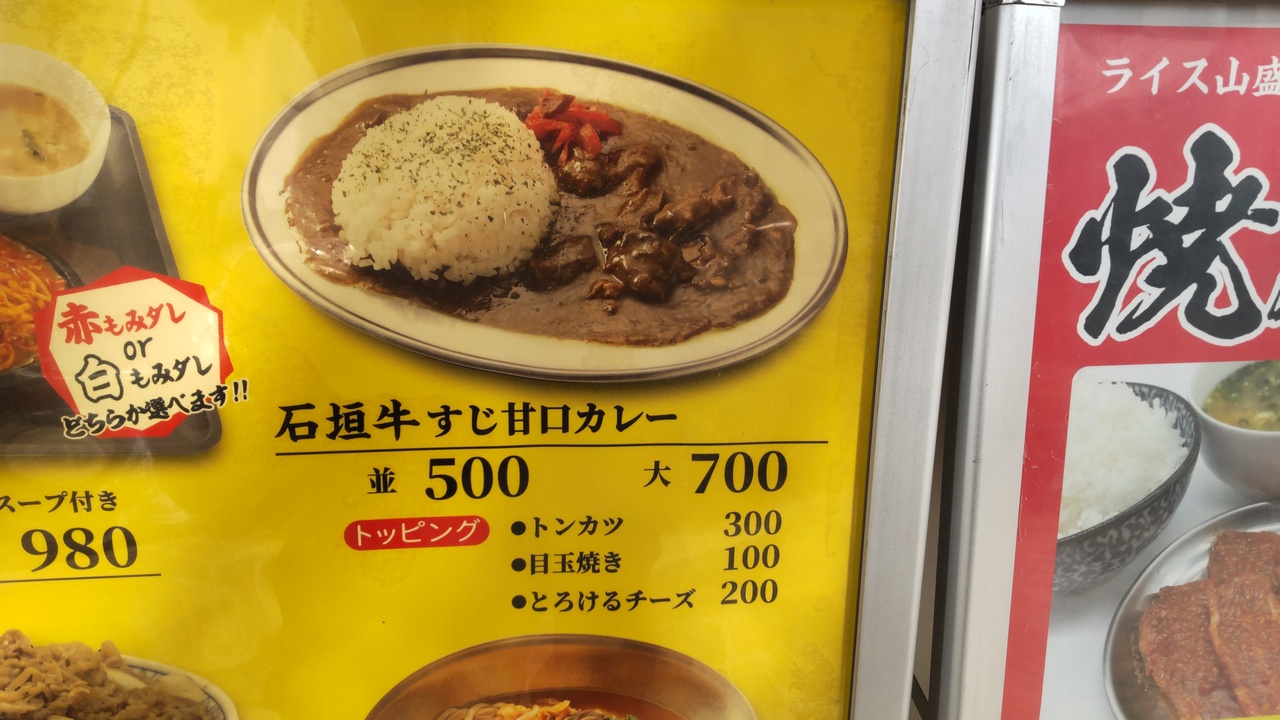 赤もみダレ
or
白もみダレ
どちらか選べます!!
スープ付き
980
石垣牛すじ甘口カレー
並 500 大 700
トッピング ●トンカツ 300
●目玉焼き 100
●とろけるチーズ 200
ライス山盛
焼